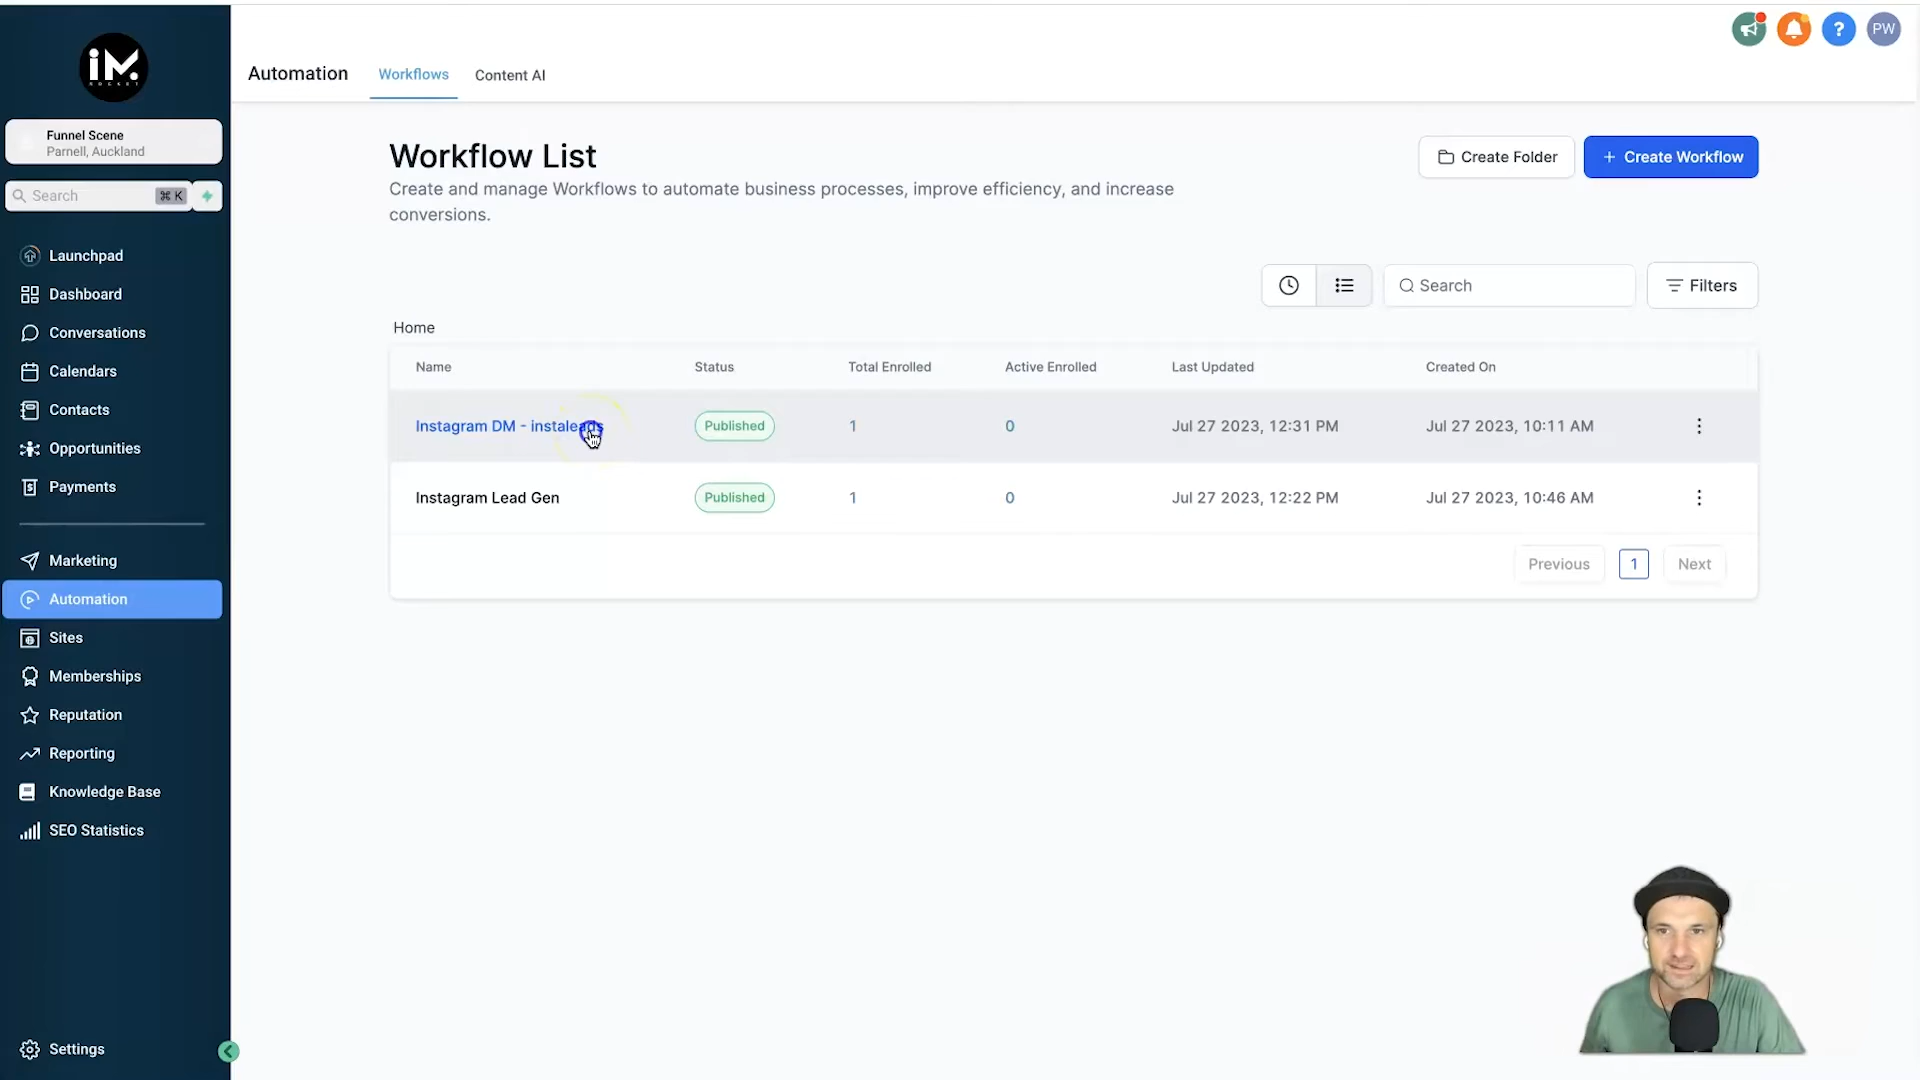 iM.
ROCKET
PW
Automation
Workflows
Content AI
Funnel Scene
Parnell, Auckland
Search
⌘ K
Launchpad
Dashboard
Conversations
Calendars
Contacts
Opportunities
Payments
Marketing
Automation
Sites
Memberships
Reputation
Reporting
Knowledge Base
SEO Statistics
Settings
Workflow List
Create and manage Workflows to automate business processes, improve efficiency, and increase
conversions.
Create Folder
+ Create Workflow
Search
Filters
Home
Name Status Total Enrolled Active Enrolled Last Updated Created On
Instagram DM - instaleads Published 1 0 Jul 27 2023, 12:31 PM Jul 27 2023, 10:11 AM
Instagram Lead Gen Published 1 0 Jul 27 2023, 12:22 PM Jul 27 2023, 10:46 AM
Previous 1 Next